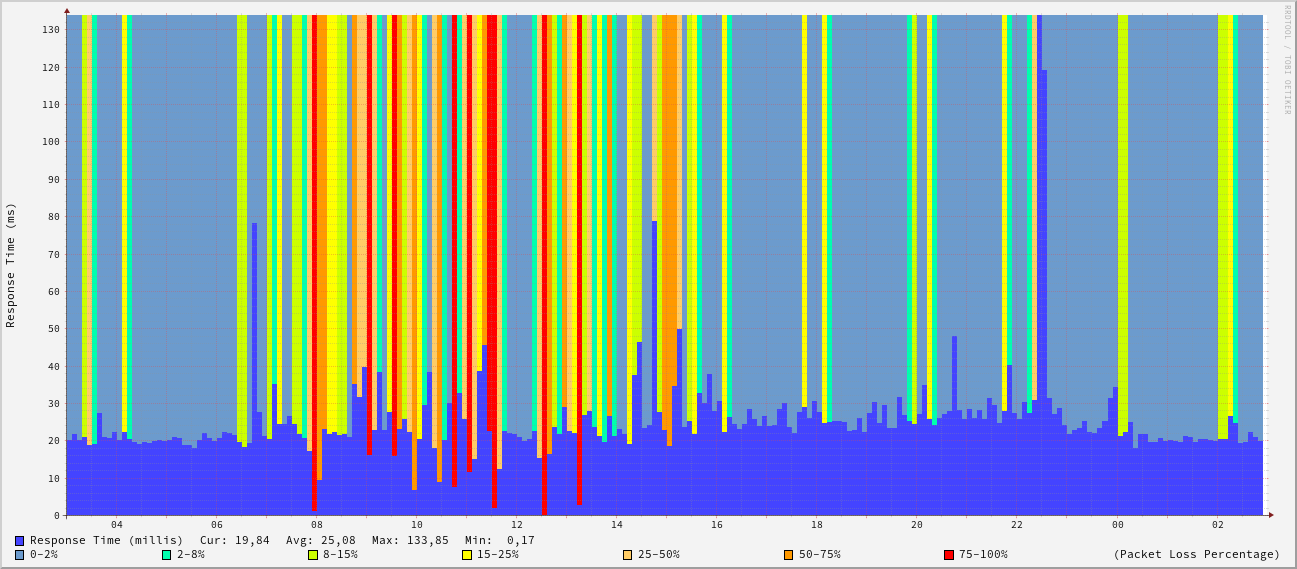 RRDTOOL / TOBI OETIKER
Response Time (ms)
130
120
110
100
90
80
70
60
50
40
30
20
10
0
04 06 08 10 12 14 16 18 20 22 00 02
Response Time (millis) Cur: 19,84 Avg: 25,08 Max: 133,85 Min: 0,17
0-2% 2-8% 8-15% 15-25% 25-50% 50-75% 75-100% (Packet Loss Percentage)